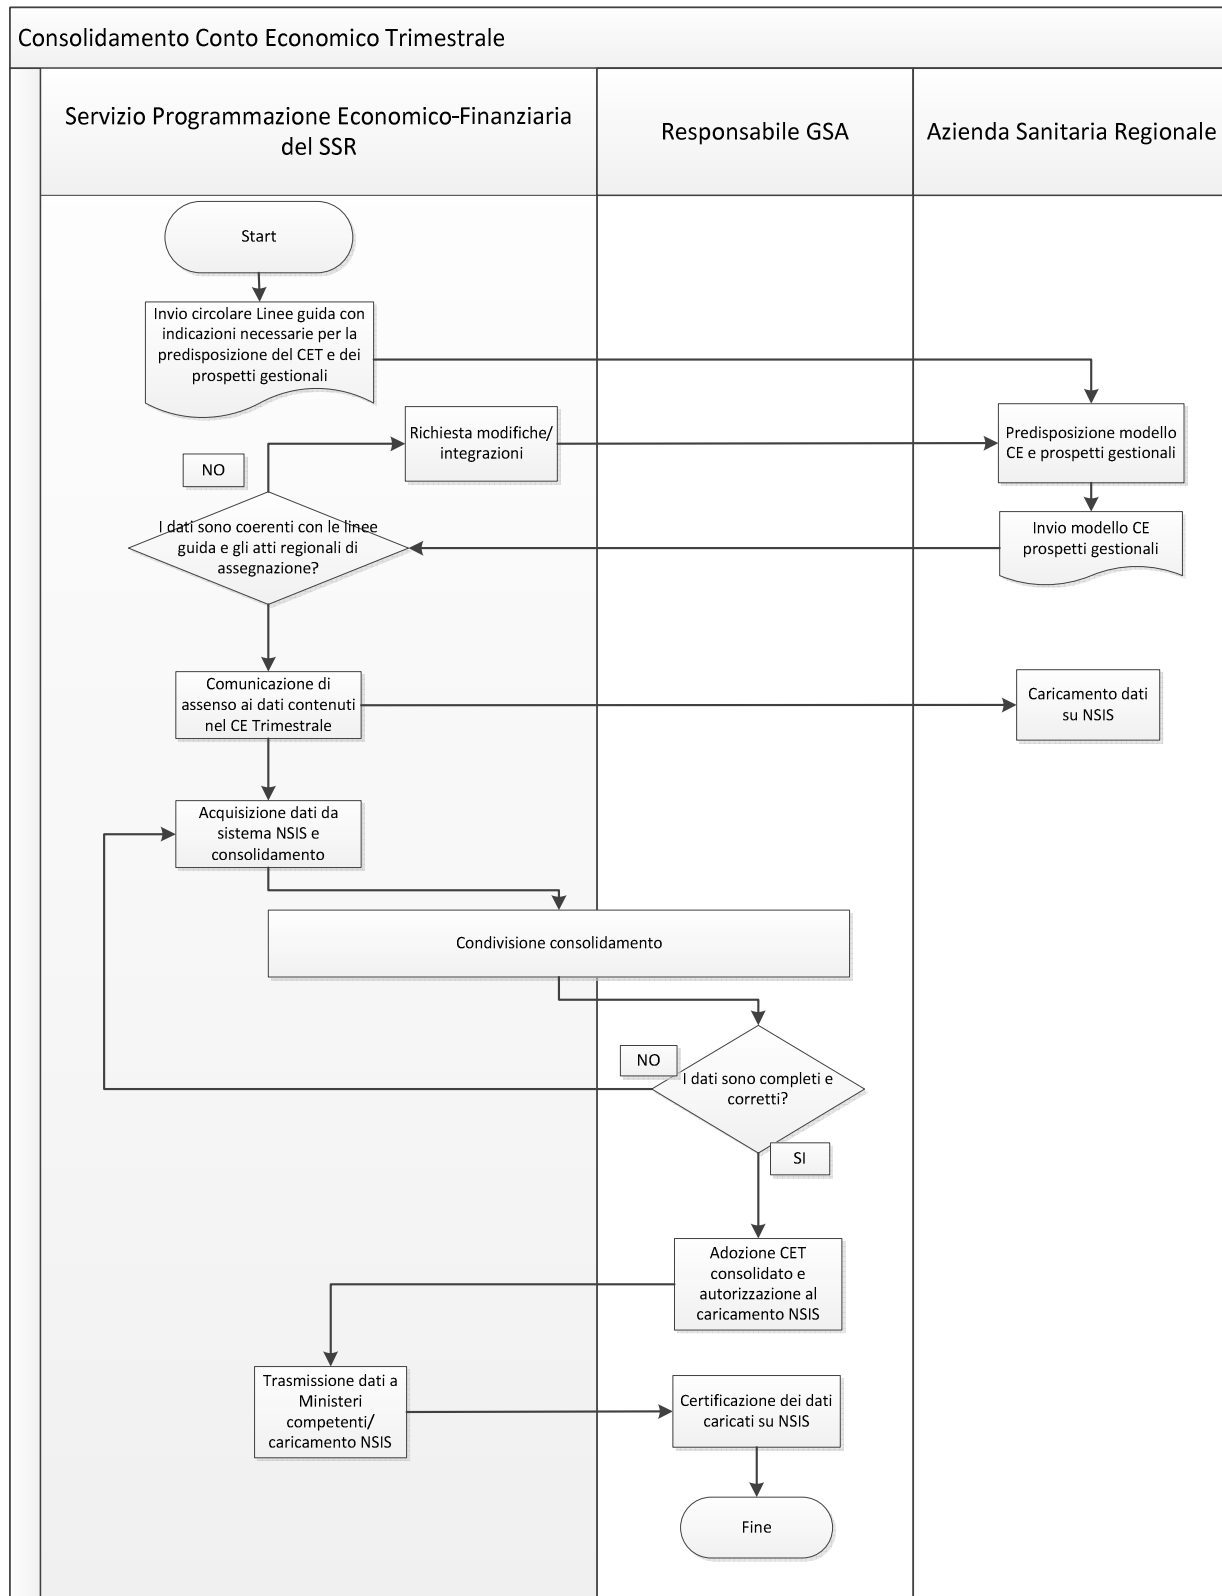 Consolidamento Conto Economico Trimestrale
Servizio Programmazione Economico-Finanziaria
del SSR
Responsabile GSA
Azienda Sanitaria Regionale
Start
Invio circolare Linee guida con
indicazioni necessarie per la
predisposizione del CET e dei
prospetti gestionali
Richiesta modifiche/
integrazioni
Predisposizione modello
CE e prospetti gestionali
NO
I dati sono coerenti con le linee
guida e gli atti regionali di
assegnazione?
Invio modello CE
prospetti gestionali
Comunicazione di
assenso ai dati contenuti
nel CE Trimestrale
Caricamento dati
su NSIS
Acquisizione dati da
sistema NSIS e
consolidamento
Condivisione consolidamento
NO
I dati sono completi e
corretti?
SI
Adozione CET
consolidato e
autorizzazione al
caricamento NSIS
Trasmissione dati a
Ministeri
competenti/
caricamento NSIS
Certificazione dei dati
caricati su NSIS
Fine